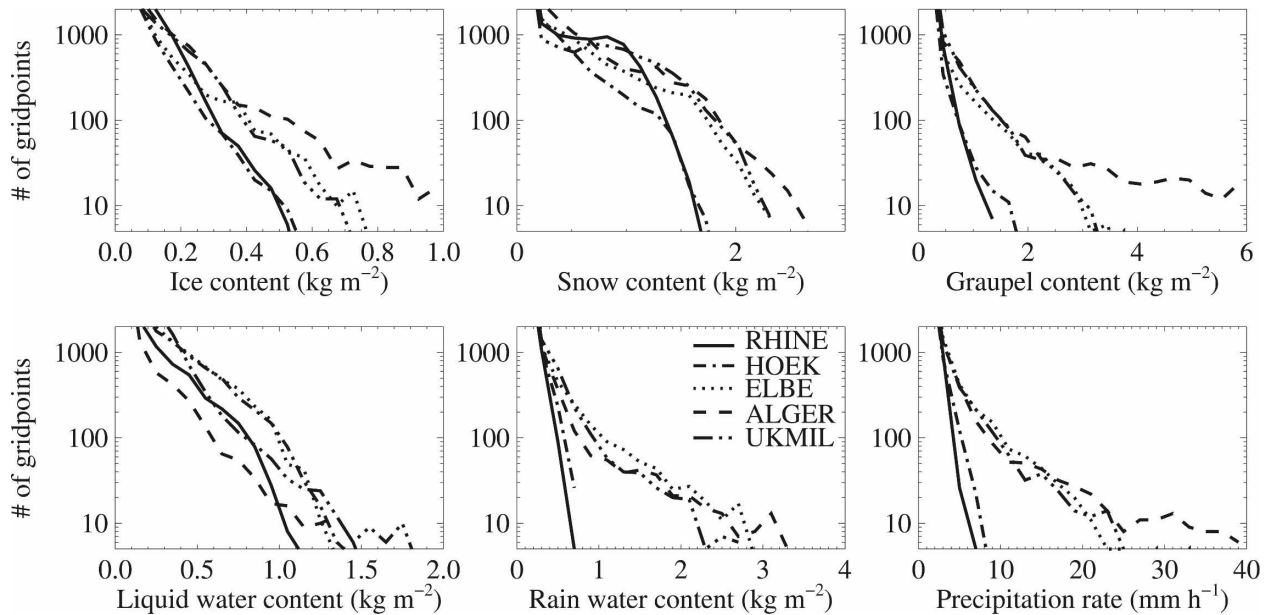 # of gridpoints
1000
100
10
0.0 0.2 0.4 0.6 0.8 1.0
Ice content (kg m⁻²)
1000
100
10
0 2
Snow content (kg m⁻²)
1000
100
10
0 2 4 6
Graupel content (kg m⁻²)
# of gridpoints
1000
100
10
0.0 0.5 1.0 1.5 2.0
Liquid water content (kg m⁻²)
1000
100
10
RHINE
HOEK
ELBE
ALGER
UKMIL
0 1 2 3 4
Rain water content (kg m⁻²)
1000
100
10
0 10 20 30 40
Precipitation rate (mm h⁻¹)